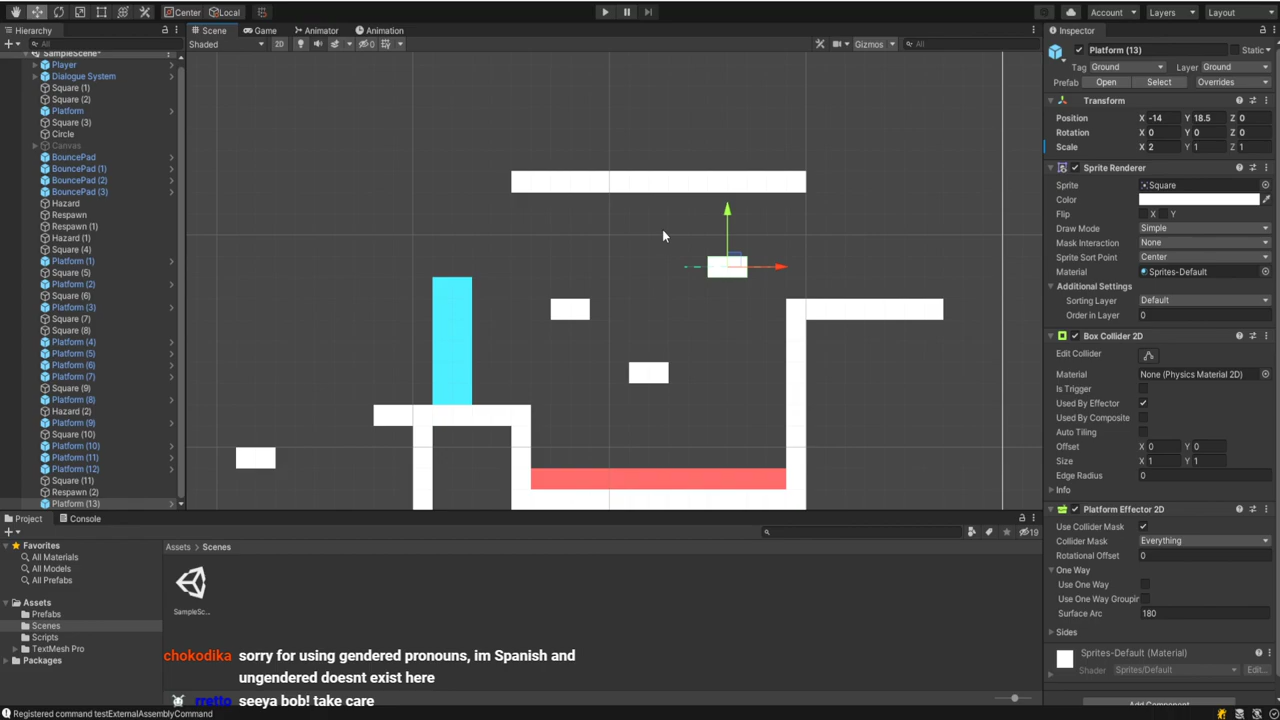 Center Local Account Layers Layout
Hierarchy Scene Game Animator Animation Inspector
All Shaded 2D 0 Gizmos All
SampleScene*
Player
Dialogue System
Square (1)
Square (2)
Platform
Square (3)
Circle
Canvas
BouncePad
BouncePad (1)
BouncePad (2)
BouncePad (3)
Hazard
Respawn
Respawn (1)
Hazard (1)
Square (4)
Platform (1)
Square (5)
Platform (2)
Square (6)
Platform (3)
Square (7)
Square (8)
Platform (4)
Platform (5)
Platform (6)
Platform (7)
Square (9)
Platform (8)
Hazard (2)
Platform (9)
Square (10)
Platform (10)
Platform (11)
Platform (12)
Square (11)
Respawn (2)
Platform (13)
Platform (13) Static
Tag Ground Layer Ground
Prefab Open Select Overrides
Transform
Position X -14 Y 18.5 Z 0
Rotation X 0 Y 0 Z 0
Scale X 2 Y 1 Z 1
Sprite Renderer
Sprite Square
Color
Flip X Y
Draw Mode Simple
Mask Interaction None
Sprite Sort Point Center
Material Sprites-Default
Additional Settings
Sorting Layer Default
Order in Layer 0
Box Collider 2D
Edit Collider
Material None (Physics Material 2D)
Is Trigger
Used By Effector
Used By Composite
Auto Tiling
Offset X 0 Y 0
Size X 1 Y 1
Edge Radius 0
Info
Platform Effector 2D
Use Collider Mask
Collider Mask Everything
Rotational Offset 0
One Way
Use One Way
Use One Way Groupin
Surface Arc 180
Sides
Sprites-Default (Material)
Shader Sprites/Default Edit...
Project Console
19
Favorites
All Materials
All Models
All Prefabs
Assets
Prefabs
Scenes
Scripts
TextMesh Pro
Packages
Assets Scenes
SampleSc...
chokodika sorry for using gendered pronouns, im Spanish and
ungendered doesnt exist here
rretto seeya bob! take care
Registered command testExternalAssemblyCommand